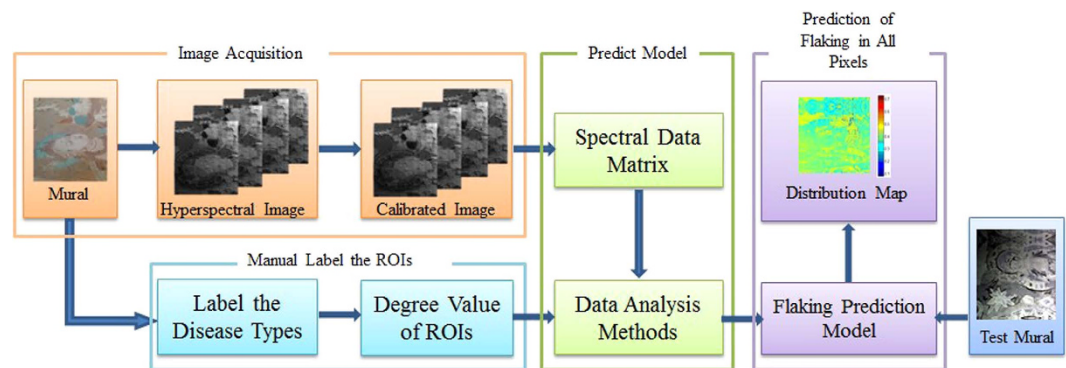 Image Acquisition
Mural
Hyperspectral Image
Calibrated Image
Manual Label the ROIs
Label the
Disease Types
Degree Value
of ROIs
Predict Model
Spectral Data
Matrix
Data Analysis
Methods
Prediction of
Flaking in All
Pixels
Distribution Map
Flaking Prediction
Model
Test Mural